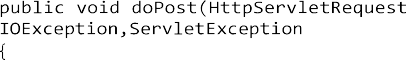 public void doPost(HttpServletRequest
IOException,ServletException
{